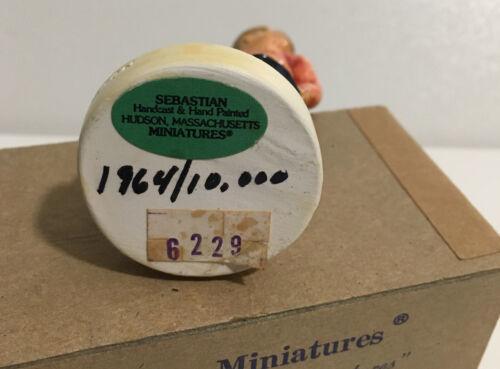 SEBASTIAN
Handcast & Hand Painted
HUDSON, MASSACHUSETTS
MINIATURES®
1964/10,000
6229
Miniatures ®